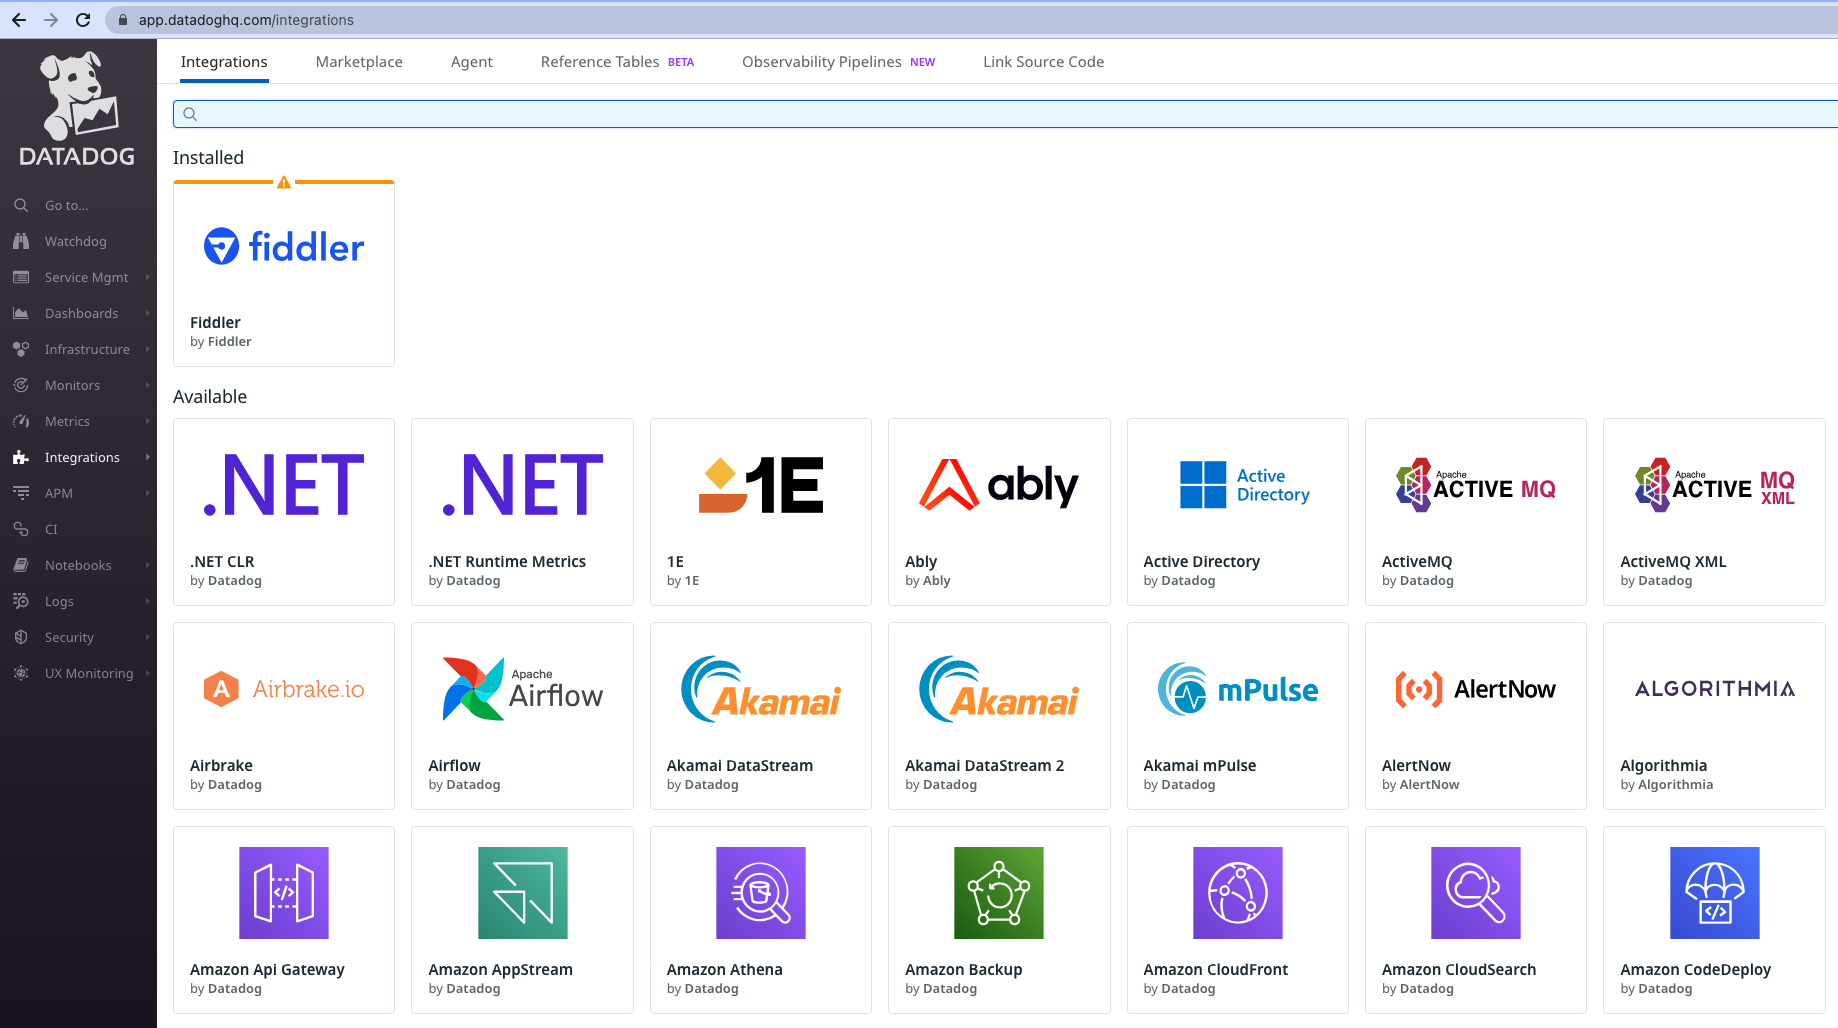 app.datadoghq.com/integrations
DATADOG
Go to...
Watchdog
Service Mgmt
Dashboards
Infrastructure
Monitors
Metrics
Integrations
APM
CI
Notebooks
Logs
Security
UX Monitoring
Integrations Marketplace Agent Reference Tables BETA Observability Pipelines NEW Link Source Code
Installed
fiddler
Fiddler
by Fiddler
Available
.NET
.NET CLR
by Datadog
.NET
.NET Runtime Metrics
by Datadog
1E
1E
by 1E
ably
Ably
by Ably
Active
Directory
Active Directory
by Datadog
Apache
ACTIVE MQ
ActiveMQ
by Datadog
Apache
ACTIVE MQ
XML
ActiveMQ XML
by Datadog
A Airbrake.io
Airbrake
by Datadog
Apache
Airflow
Airflow
by Datadog
Akamai
Akamai DataStream
by Datadog
Akamai
Akamai DataStream 2
by Datadog
mPulse
Akamai mPulse
by Datadog
AlertNow
AlertNow
by AlertNow
ALGORITHMIA
Algorithmia
by Algorithmia
</>
Amazon Api Gateway
by Datadog
Amazon AppStream
by Datadog
Amazon Athena
by Datadog
Amazon Backup
by Datadog
Amazon CloudFront
by Datadog
Amazon CloudSearch
by Datadog
</>
Amazon CodeDeploy
by Datadog